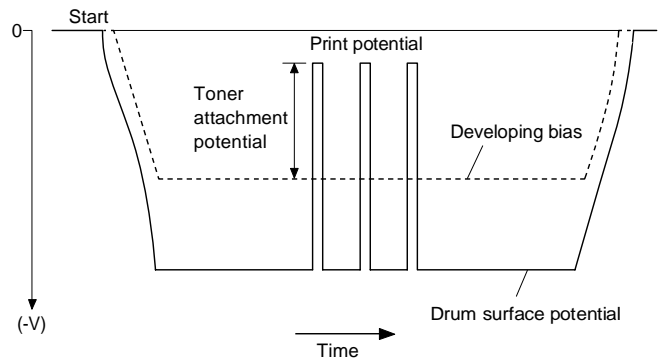 Start
0
Print potential
Toner
attachment
potential
Developing bias
Drum surface potential
(-V)
Time